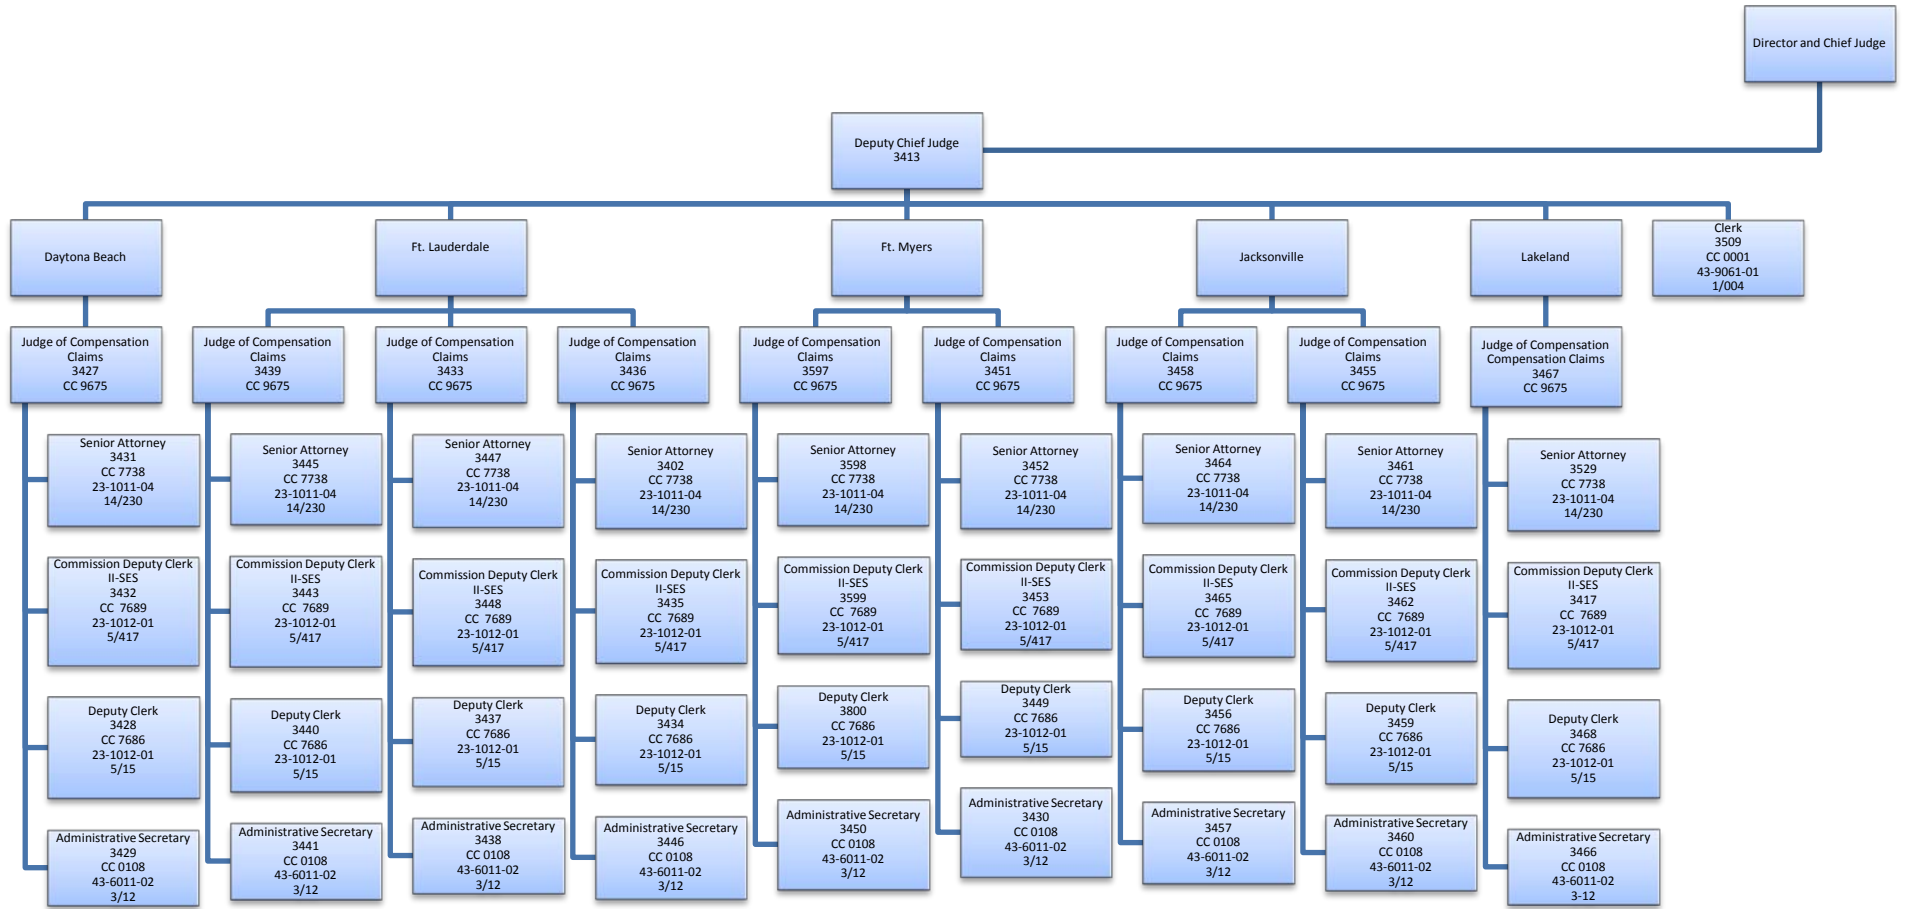 Director and Chief Judge
Deputy Chief Judge
3413
Daytona Beach
Ft. Lauderdale
Ft. Myers
Jacksonville
Lakeland
Clerk
3509
CC 0001
43-9061-01
1/004
Judge of Compensation
Claims
3427
CC 9675
Judge of Compensation
Claims
3439
CC 9675
Judge of Compensation
Claims
3433
CC 9675
Judge of Compensation
Claims
3436
CC 9675
Judge of Compensation
Claims
3597
CC 9675
Judge of Compensation
Claims
3451
CC 9675
Judge of Compensation
Claims
3458
CC 9675
Judge of Compensation
Claims
3455
CC 9675
Judge of Compensation
Compensation Claims
3467
CC 9675
Senior Attorney
3431
CC 7738
23-1011-04
14/230
Senior Attorney
3445
CC 7738
23-1011-04
14/230
Senior Attorney
3447
CC 7738
23-1011-04
14/230
Senior Attorney
3402
CC 7738
23-1011-04
14/230
Senior Attorney
3598
CC 7738
23-1011-04
14/230
Senior Attorney
3452
CC 7738
23-1011-04
14/230
Senior Attorney
3464
CC 7738
23-1011-04
14/230
Senior Attorney
3461
CC 7738
23-1011-04
14/230
Senior Attorney
3529
CC 7738
23-1011-04
14/230
Commission Deputy Clerk
II-SES
3432
CC 7689
23-1012-01
5/417
Commission Deputy Clerk
II-SES
3443
CC 7689
23-1012-01
5/417
Commission Deputy Clerk
II-SES
3448
CC 7689
23-1012-01
5/417
Commission Deputy Clerk
II-SES
3435
CC 7689
23-1012-01
5/417
Commission Deputy Clerk
II-SES
3599
CC 7689
23-1012-01
5/417
Commission Deputy Clerk
II-SES
3453
CC 7689
23-1012-01
5/417
Commission Deputy Clerk
II-SES
3465
CC 7689
23-1012-01
5/417
Commission Deputy Clerk
II-SES
3462
CC 7689
23-1012-01
5/417
Commission Deputy Clerk
II-SES
3417
CC 7689
23-1012-01
5/417
Deputy Clerk
3428
CC 7686
23-1012-01
5/15
Deputy Clerk
3440
CC 7686
23-1012-01
5/15
Deputy Clerk
3437
CC 7686
23-1012-01
5/15
Deputy Clerk
3434
CC 7686
23-1012-01
5/15
Deputy Clerk
3800
CC 7686
23-1012-01
5/15
Deputy Clerk
3449
CC 7686
23-1012-01
5/15
Deputy Clerk
3456
CC 7686
23-1012-01
5/15
Deputy Clerk
3459
CC 7686
23-1012-01
5/15
Deputy Clerk
3468
CC 7686
23-1012-01
5/15
Administrative Secretary
3429
CC 0108
43-6011-02
3/12
Administrative Secretary
3441
CC 0108
43-6011-02
3/12
Administrative Secretary
3438
CC 0108
43-6011-02
3/12
Administrative Secretary
3446
CC 0108
43-6011-02
3/12
Administrative Secretary
3450
CC 0108
43-6011-02
3/12
Administrative Secretary
3430
CC 0108
43-6011-02
3/12
Administrative Secretary
3457
CC 0108
43-6011-02
3/12
Administrative Secretary
3460
CC 0108
43-6011-02
3/12
Administrative Secretary
3466
CC 0108
43-6011-02
3-12